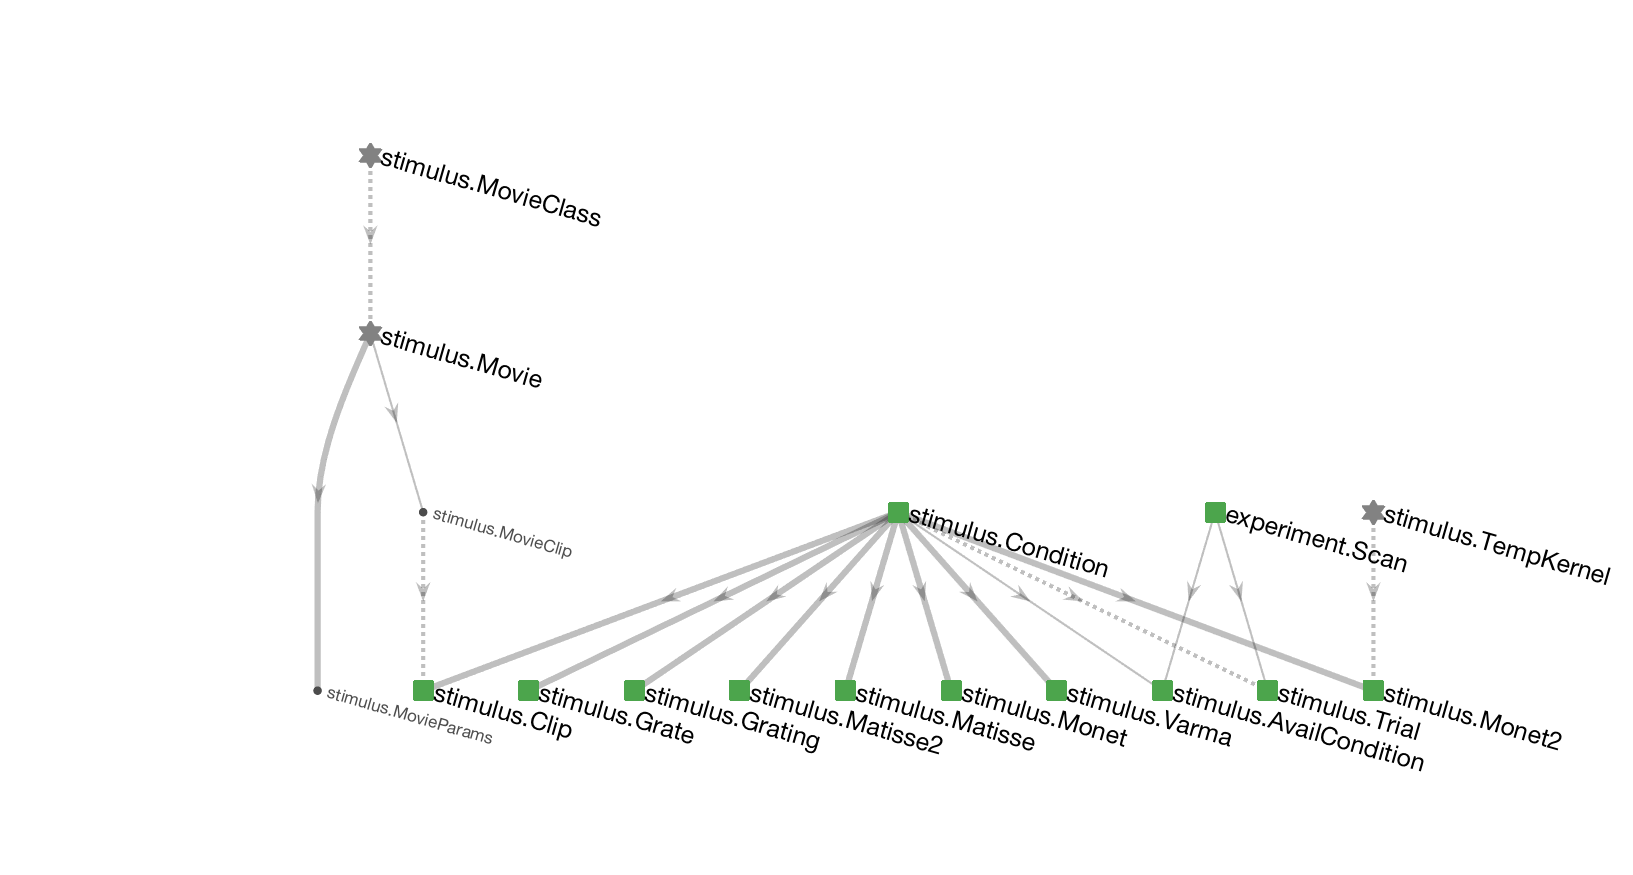 stimulus.MovieClass
stimulus.Movie
stimulus.MovieClip
stimulus.Condition
experiment.Scan
stimulus.TempKernel
stimulus.MovieParams
stimulus.Clip
stimulus.Grate
stimulus.Grating
stimulus.Matisse2
stimulus.Matisse
stimulus.Monet
stimulus.Varma
stimulus.AvailCondition
stimulus.Trial
stimulus.Monet2